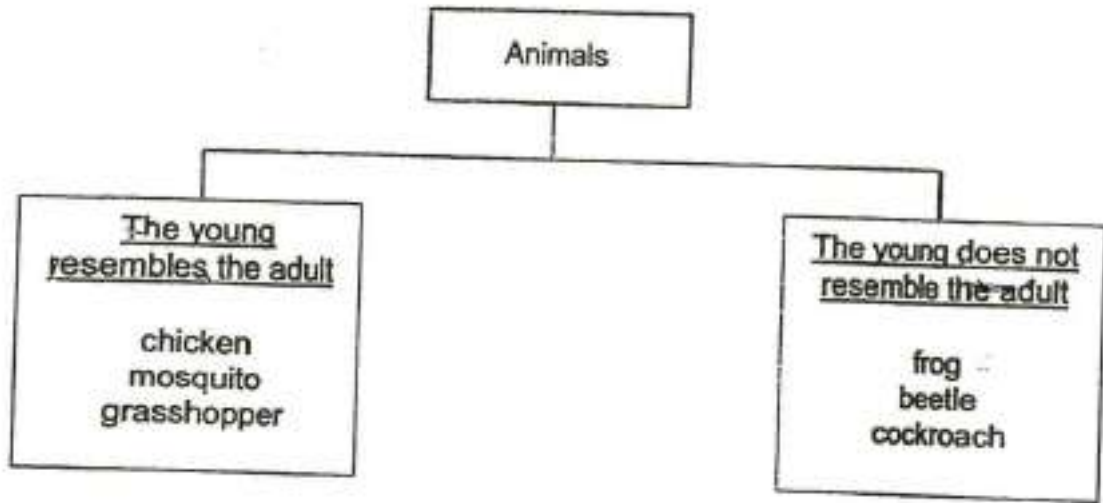 Animals
The young
resembles the adult
chicken
mosquito
grasshopper
The young does not
resemble the adult
frog
beetle
cockroach